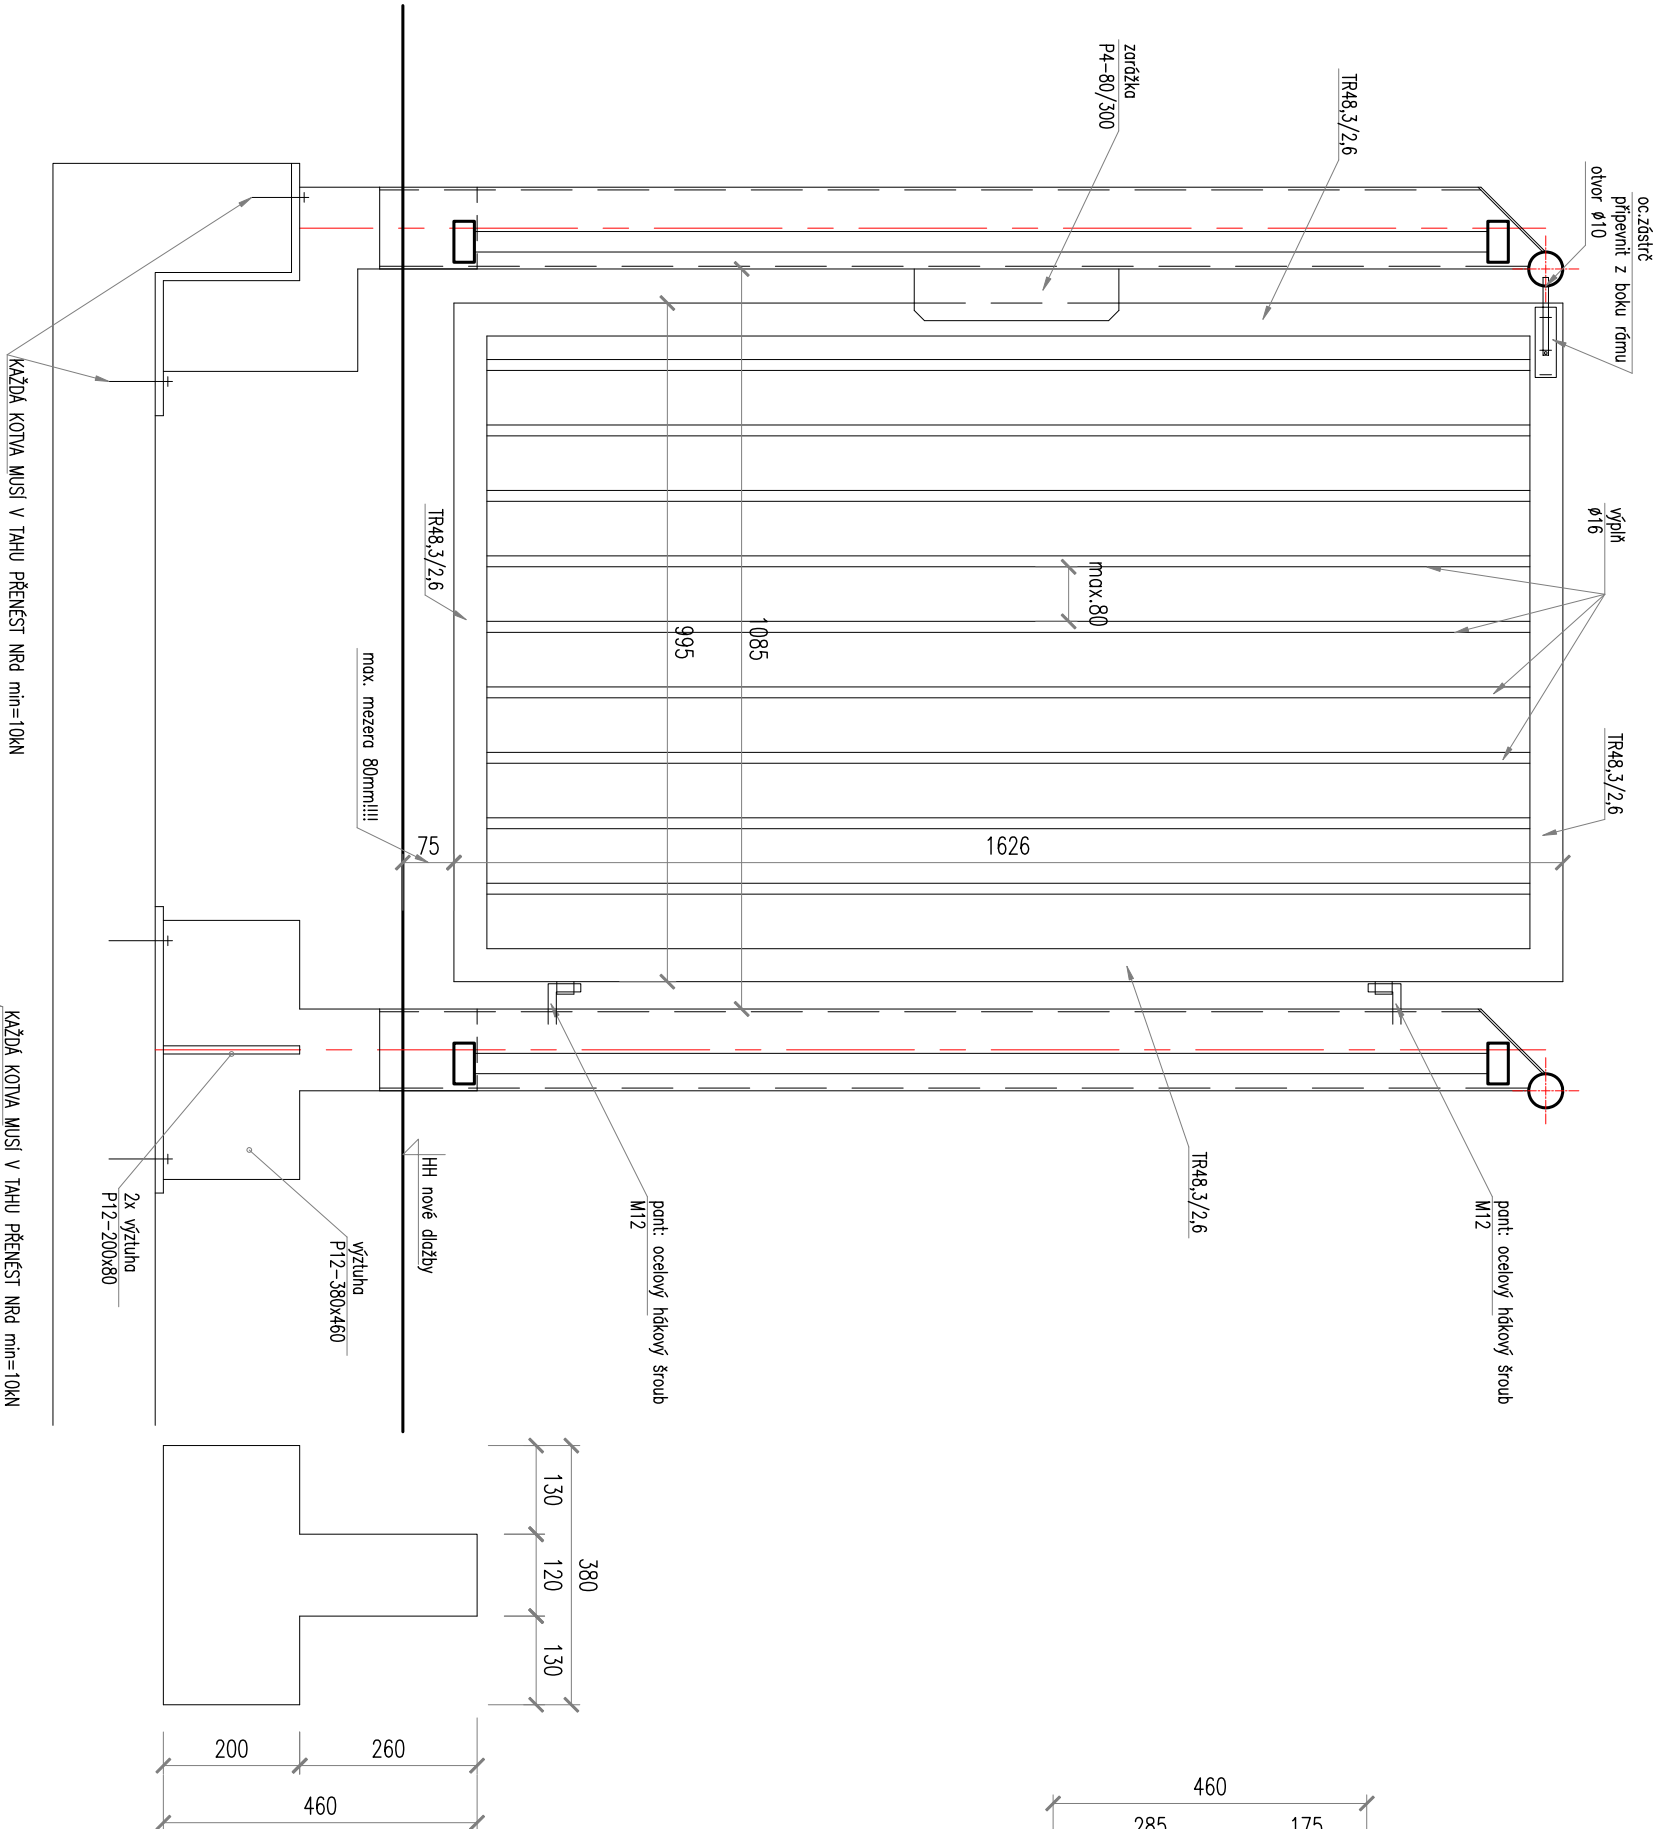 oc.zástrč
připevnit z boku rámu
otvor ø10
TR48,3/2,6
zarážka
P4-80/300
výplň
ø16
TR48,3/2,6
max.80
1085
995
TR48,3/2,6
max. mezera 80mm!!!!
75
1626
KAŽDÁ KOTVA MUSÍ V TAHU PŘENÉST NRd min=10kN
pant: ocelový hákový šroub
M12
TR48,3/2,6
pant: ocelový hákový šroub
M12
HH nové dlažby
výztuha
P12-380x460
2x výztuha
P12-200x80
KAŽDÁ KOTVA MUSÍ V TAHU PŘENÉST NRd min=10kN
380
130
120
130
200
260
460
460
285
175